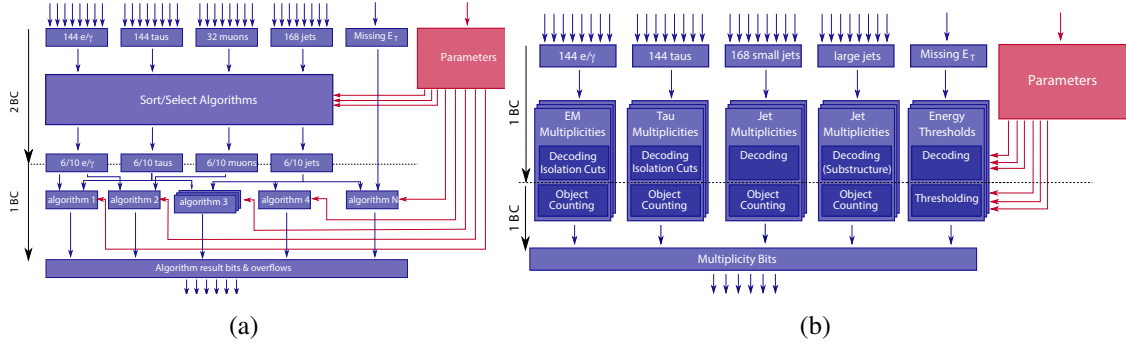 144 e/γ
144 taus
32 muons
168 jets
Missing E_T
Parameters
2 BC
Sort/Select Algorithms
6/10 e/γ
6/10 taus
6/10 muons
6/10 jets
1 BC
algorithm 1
algorithm 2
algorithm 3
algorithm 4
algorithm N
Algorithm result bits & overflows
(a)
144 e/γ
144 taus
168 small jets
large jets
Missing E_T
Parameters
1 BC
EM
Multiplicities
Decoding
Isolation Cuts
Object
Counting
Tau
Multiplicities
Decoding
Isolation Cuts
Object
Counting
Jet
Multiplicities
Decoding
Object
Counting
Jet
Multiplicities
Decoding
(Substructure)
Object
Counting
Energy
Thresholds
Decoding
Thresholding
1 BC
Multiplicity Bits
(b)